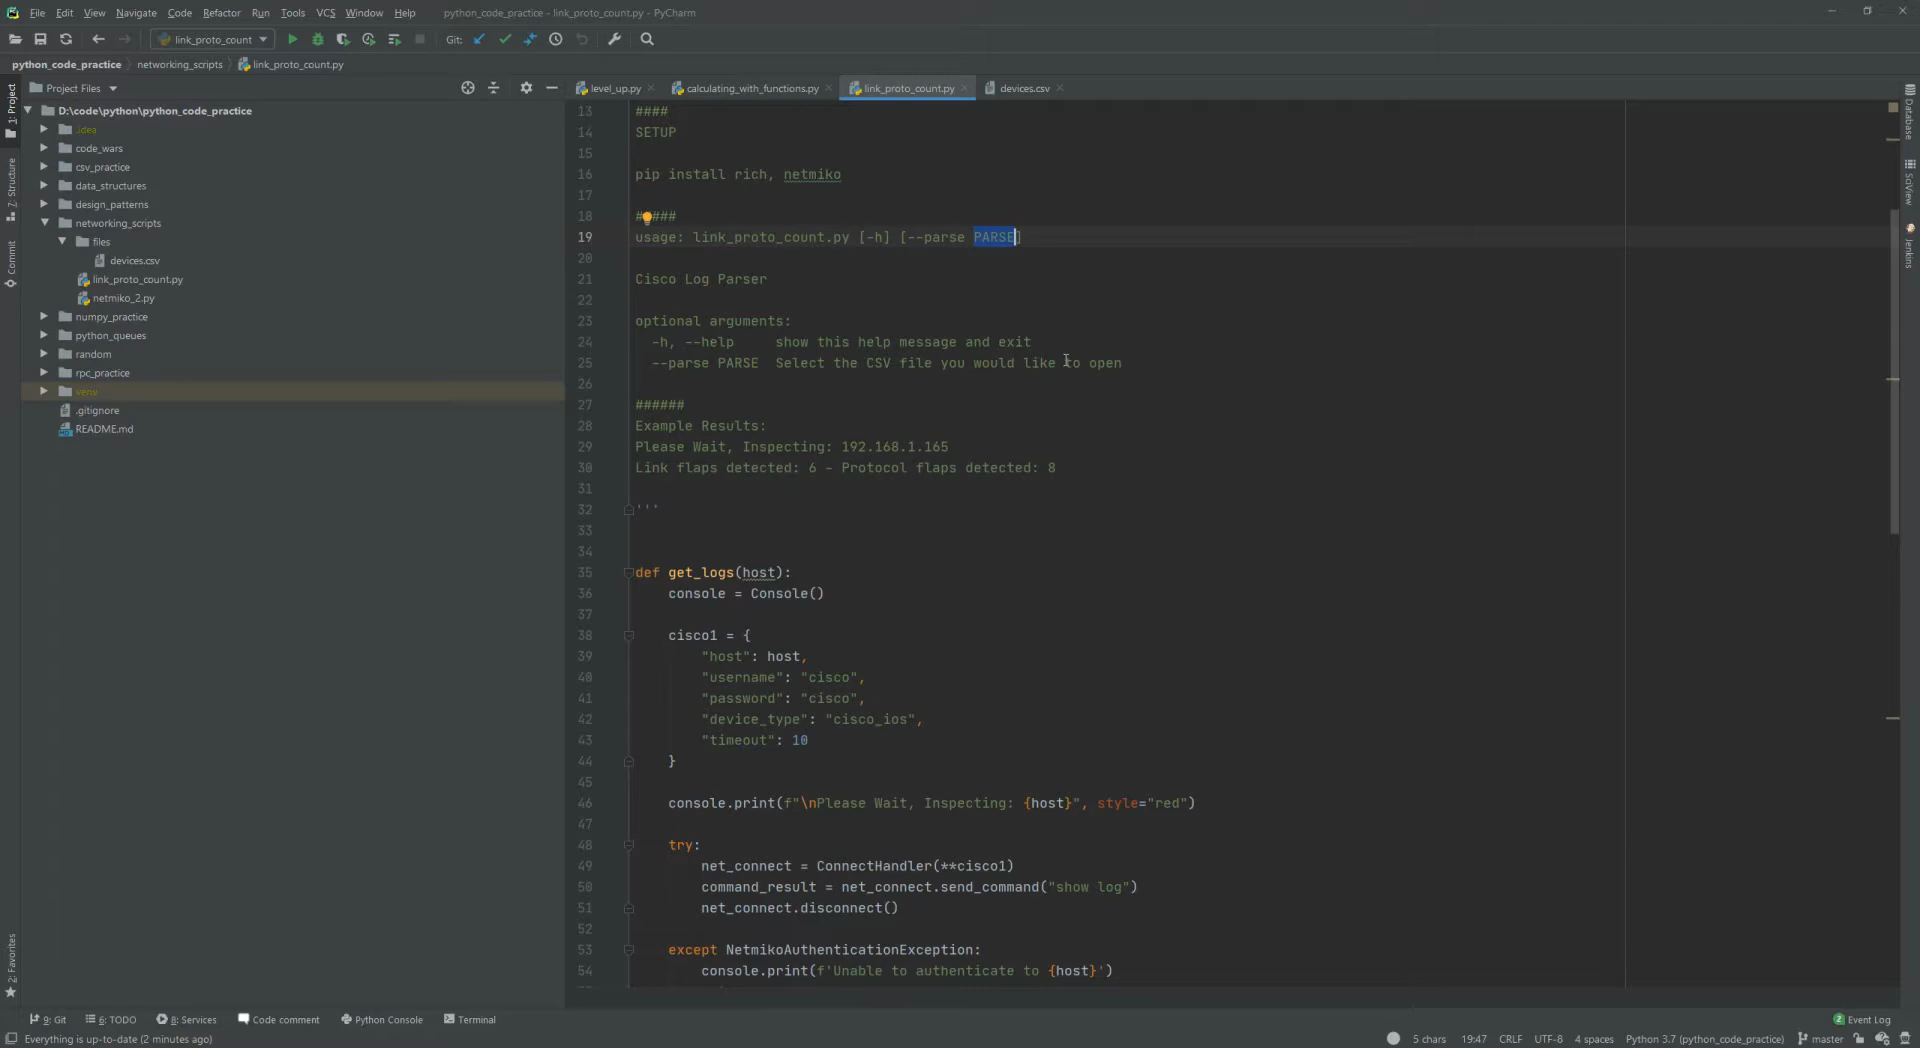 File Edit View Navigate Code Refactor Run Tools VCS Window Help python_code_practice - link_proto_count.py - PyCharm
link_proto_count Git:
python_code_practice networking_scripts link_proto_count.py
Project Files
level_up.py calculating_with_functions.py link_proto_count.py devices.csv
1: Project
Z: Structure
Commit
2: Favorites
D:\code\python\python_code_practice
.idea
code_wars
csv_practice
data_structures
design_patterns
networking_scripts
files
devices.csv
link_proto_count.py
netmiko_2.py
numpy_practice
python_queues
random
rpc_practice
venv
.gitignore
README.md
13 ####
14 SETUP
15
16 pip install rich, netmiko
17
18 #####
19 usage: link_proto_count.py [-h] [--parse PARSE]
20
21 Cisco Log Parser
22
23 optional arguments:
24 -h, --help show this help message and exit
25 --parse PARSE Select the CSV file you would like to open
26
27 ######
28 Example Results:
29 Please Wait, Inspecting: 192.168.1.165
30 Link flaps detected: 6 - Protocol flaps detected: 8
31
32 '''
33
34
35 def get_logs(host):
36 console = Console()
37
38 cisco1 = {
39 "host": host,
40 "username": "cisco",
41 "password": "cisco",
42 "device_type": "cisco_ios",
43 "timeout": 10
44 }
45
46 console.print(f"\nPlease Wait, Inspecting: {host}", style="red")
47
48 try:
49 net_connect = ConnectHandler(**cisco1)
50 command_result = net_connect.send_command("show log")
51 net_connect.disconnect()
52
53 except NetmikoAuthenticationException:
54 console.print(f'Unable to authenticate to {host}')
Database
SciView
Jenkins
9: Git 6: TODO 8: Services Code comment Python Console Terminal 2 Event Log
Everything is up-to-date (2 minutes ago) 5 chars 19:47 CRLF UTF-8 4 spaces Python 3.7 (python_code_practice) master